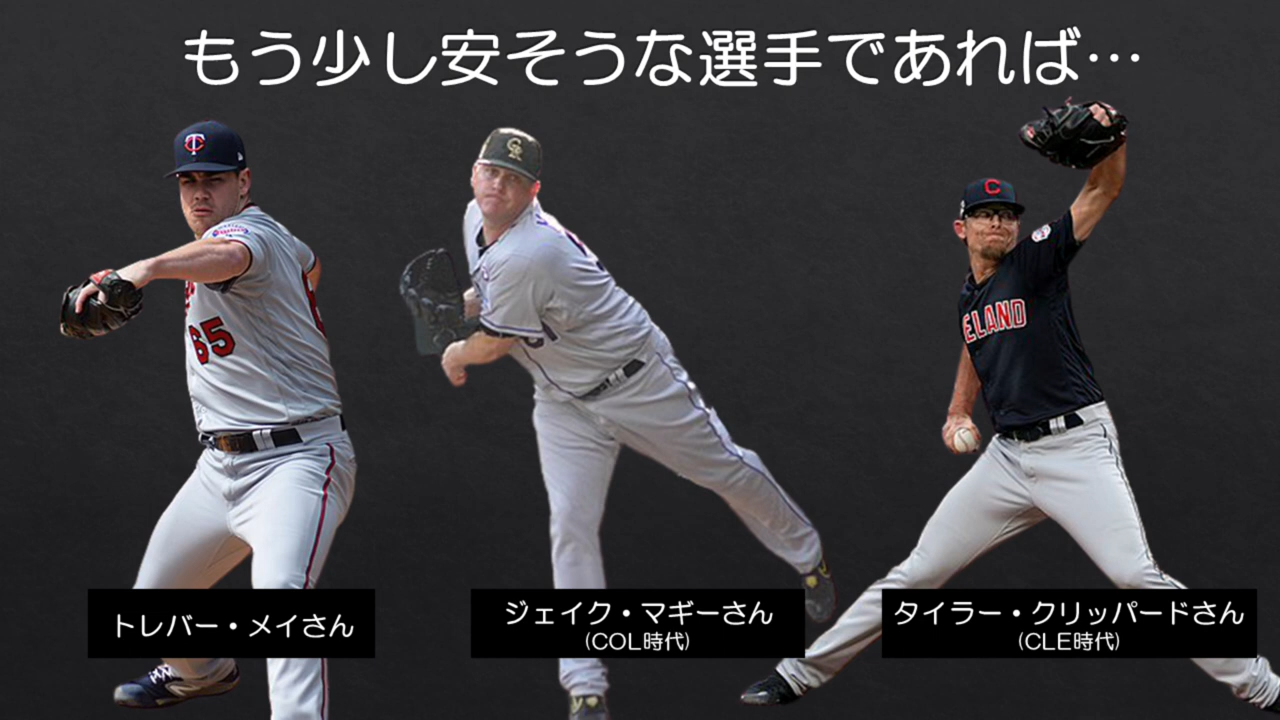 もう少し安そうな選手であれば…
65
ELAND
C
トレバー・メイさん
ジェイク・マギーさん
(COL時代)
タイラー・クリッパードさん
(CLE時代)